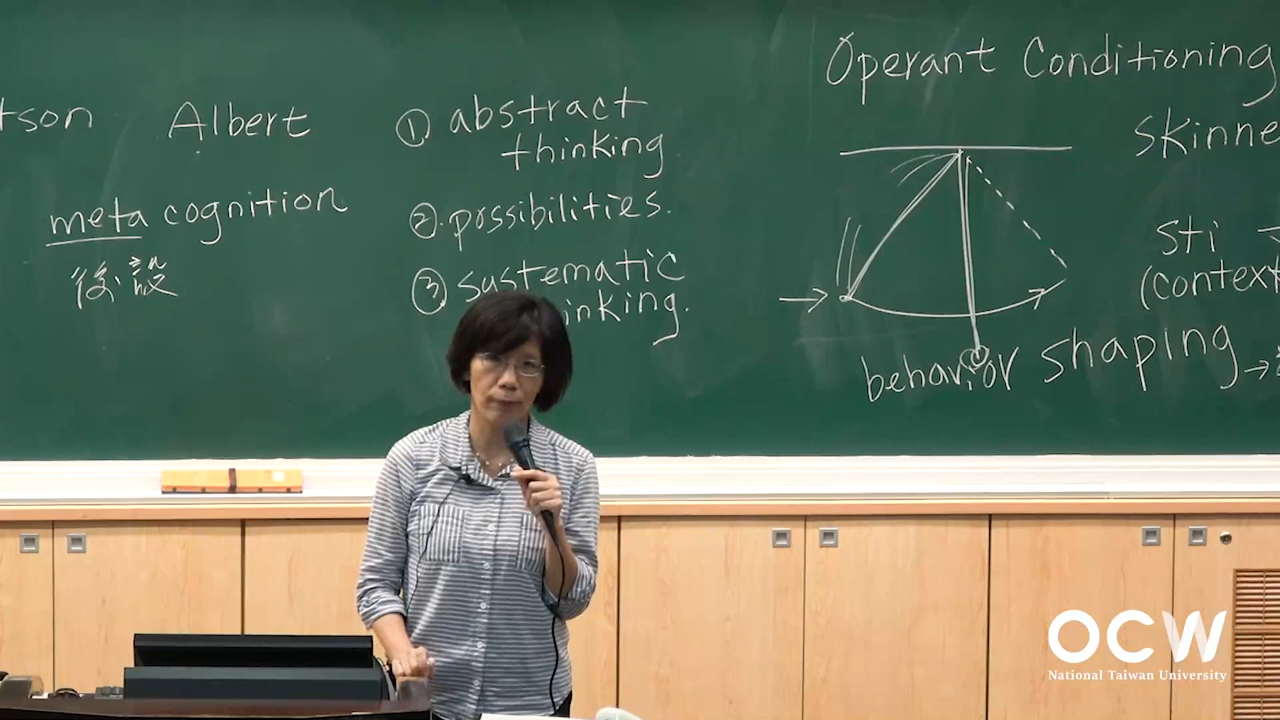 tson Albert
meta cognition
後設
① abstract
thinking
② possibilities.
③ systematic
inking.
Operant Conditioning
skinne
sti
(context
behavior shaping →
OCW
National Taiwan University